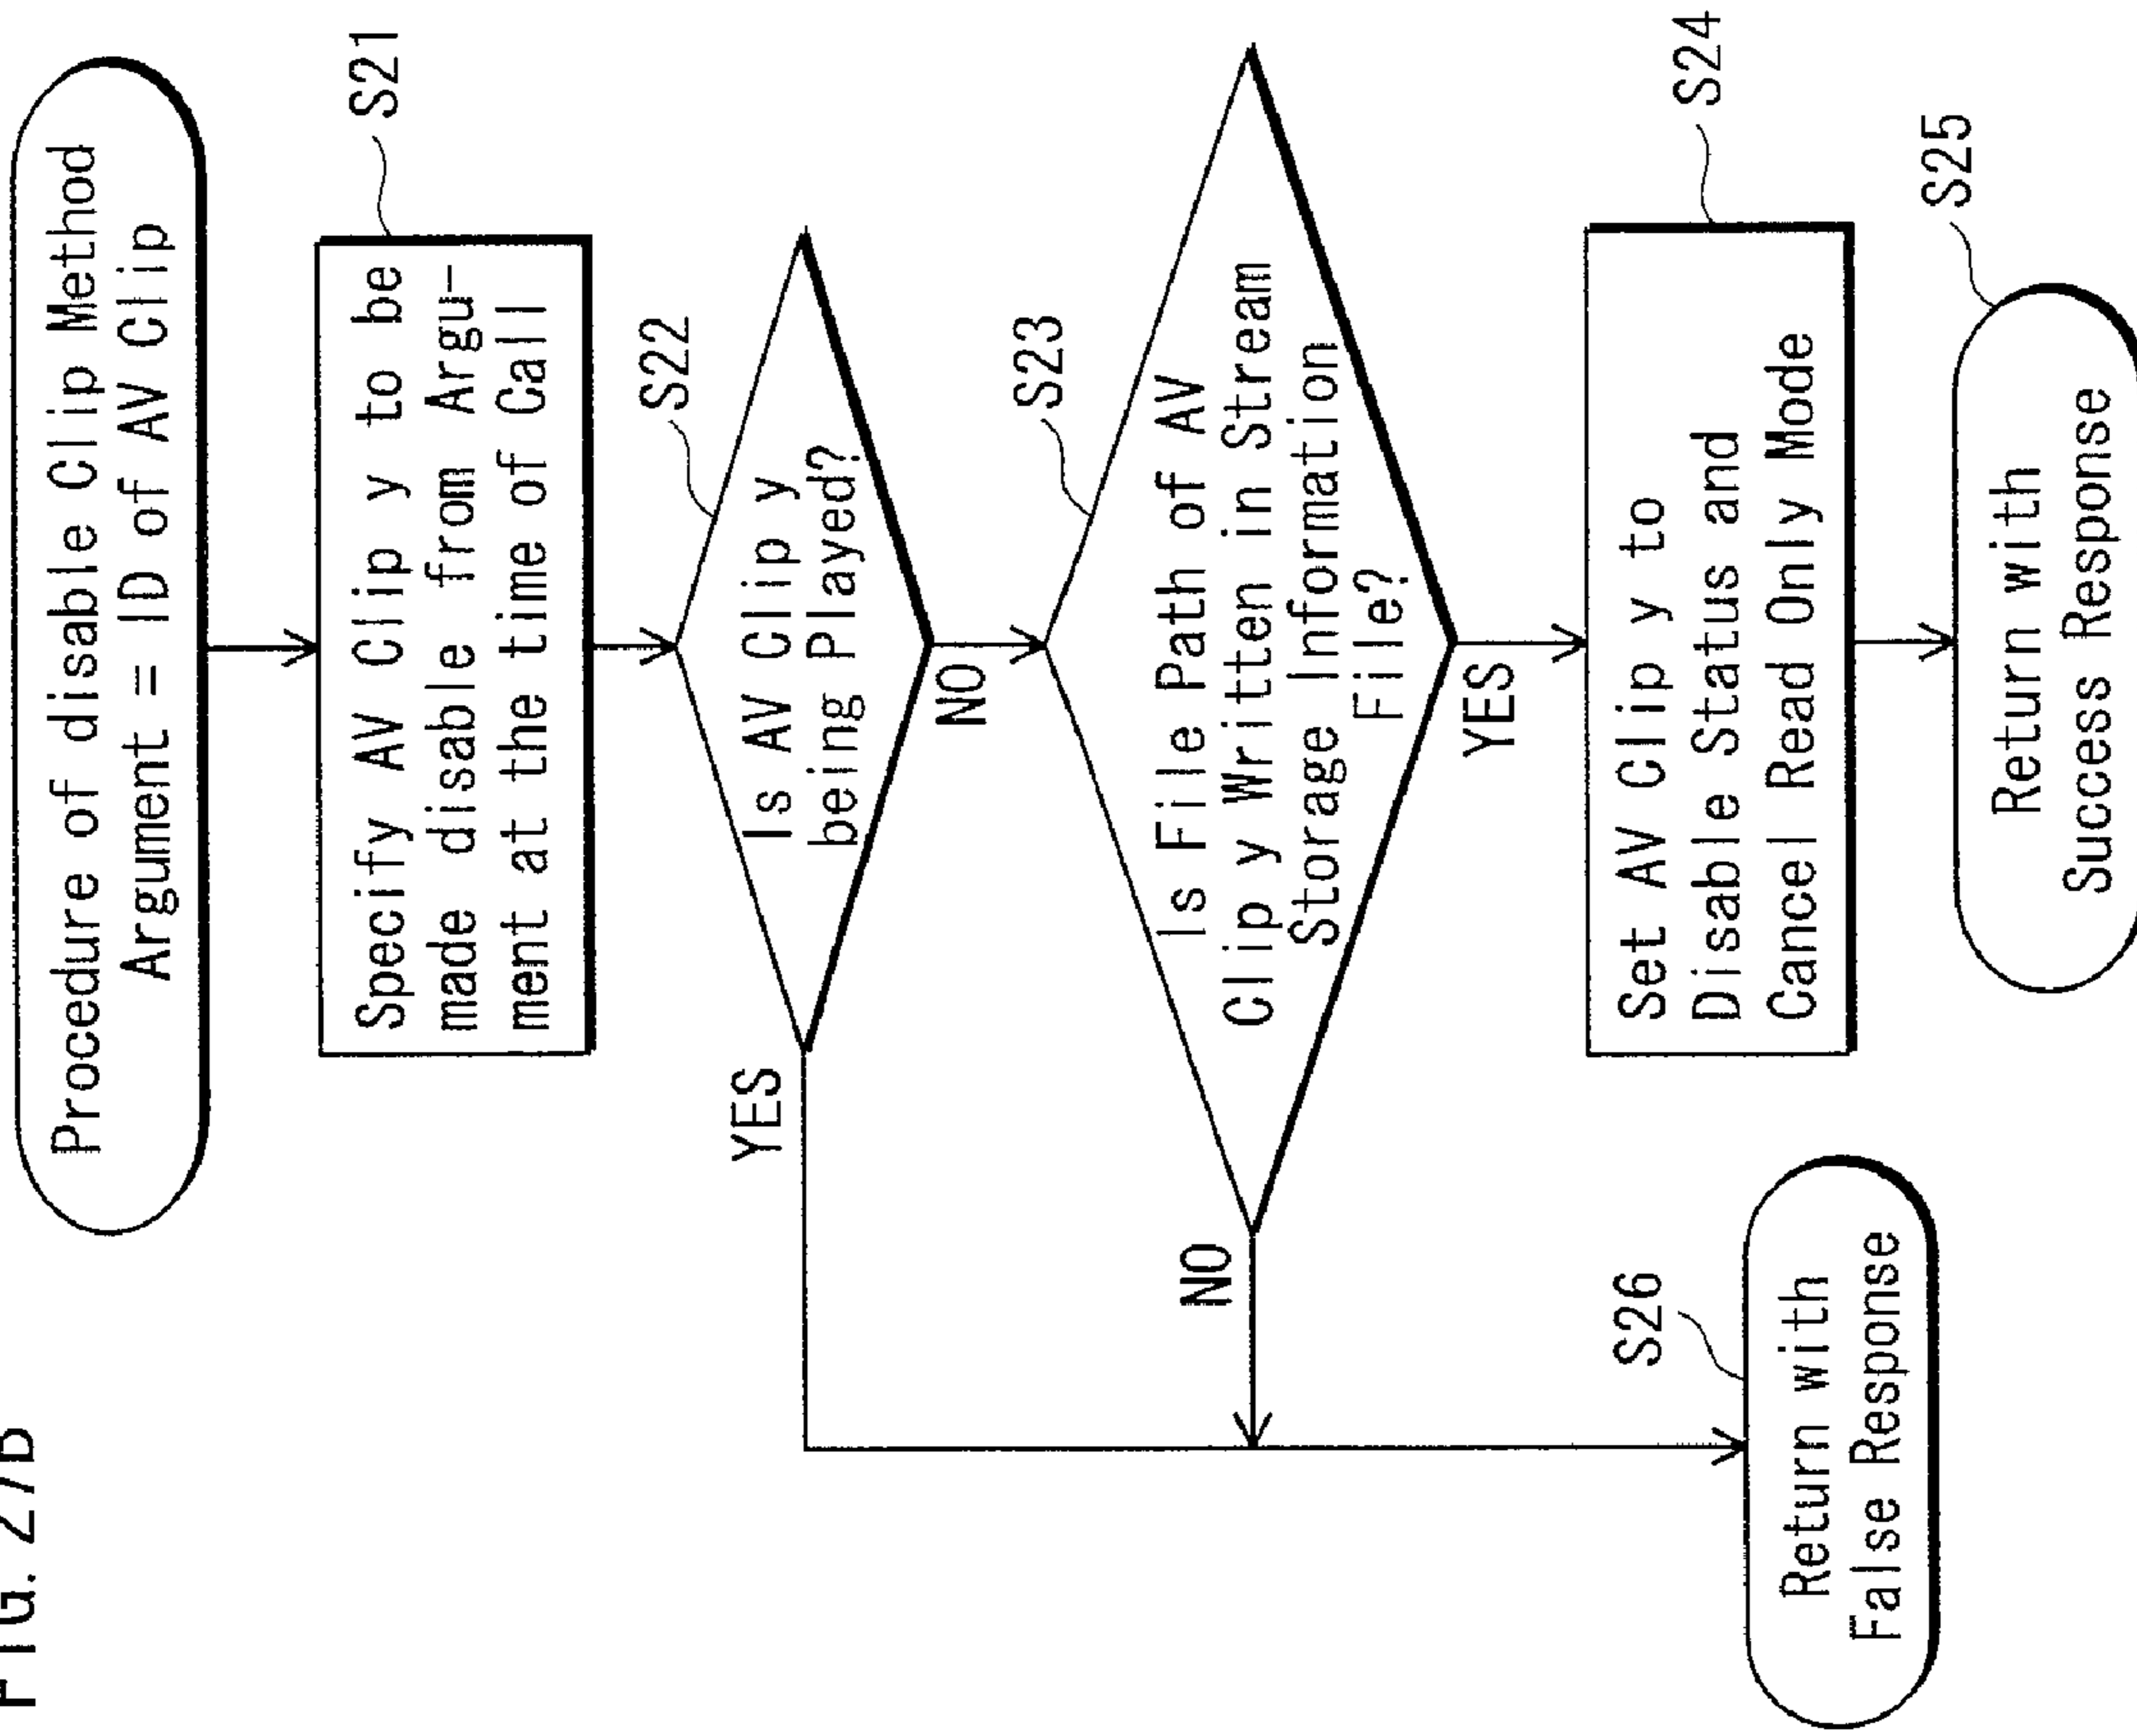 FIG. 27B
Procedure of disable Clip Method
Argument = ID of AV Clip
Specify AV Clip y to be
made disable from Argu-
ment at the time of Call
S21
Is AV Clip y
being Played?
S22
YES
NO
Is File Path of AV
Clip y Written in Stream
Storage Information
File?
S23
NO
YES
Set AV Clip y to
Disable Status and
Cancel Read Only Mode
S24
Return with
Success Response
S25
Return with
False Response
S26